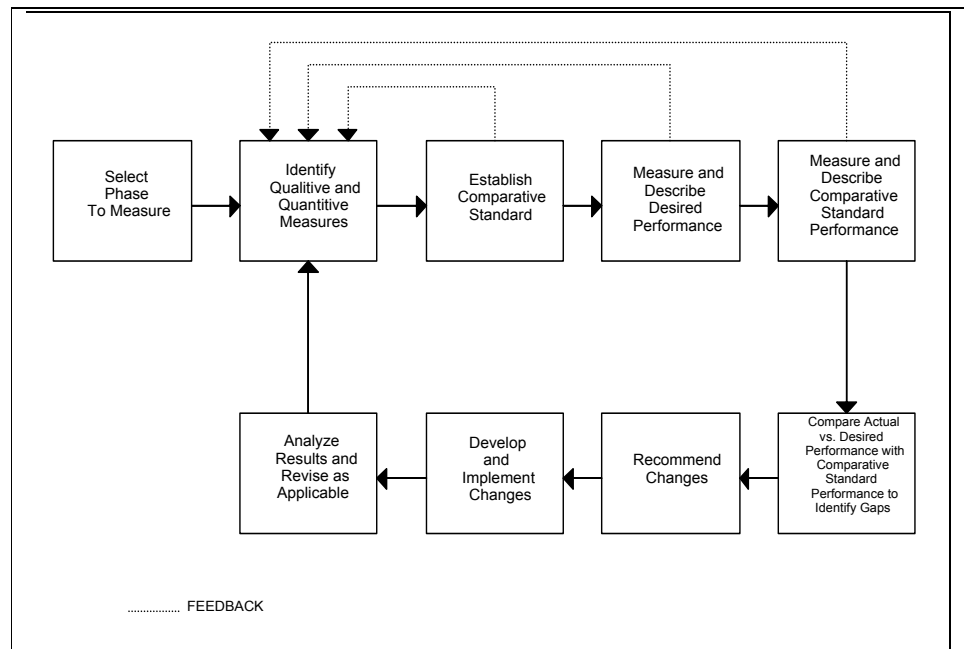 Select
Phase
To Measure
Identify
Qualitive and
Quantitive
Measures
Establish
Comparative
Standard
Measure and
Describe
Desired
Performance
Measure and
Describe
Comparative
Standard
Performance
Analyze
Results and
Revise as
Applicable
Develop
and
Implement
Changes
Recommend
Changes
Compare Actual
vs. Desired
Performance with
Comparative
Standard
Performance to
Identify Gaps
................ FEEDBACK